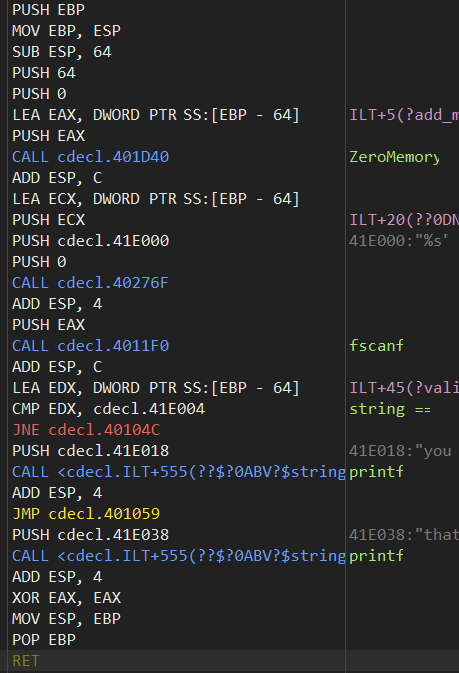 PUSH EBP
MOV EBP, ESP
SUB ESP, 64
PUSH 64
PUSH 0
LEA EAX, DWORD PTR SS:[EBP - 64] ILT+5(?add_m
PUSH EAX
CALL cdecl.401D40 ZeroMemory
ADD ESP, C
LEA ECX, DWORD PTR SS:[EBP - 64]
PUSH ECX ILT+20(??0DN
PUSH cdecl.41E000 41E000:"%s"
PUSH 0
CALL cdecl.40276F
ADD ESP, 4
PUSH EAX
CALL cdecl.4011F0 fscanf
ADD ESP, C
LEA EDX, DWORD PTR SS:[EBP - 64] ILT+45(?vali
CMP EDX, cdecl.41E004 string ==
JNE cdecl.40104C
PUSH cdecl.41E018 41E018:"you
CALL <cdecl.ILT+555(??$?0ABV?$string printf
ADD ESP, 4
JMP cdecl.401059
PUSH cdecl.41E038 41E038:"that
CALL <cdecl.ILT+555(??$?0ABV?$string printf
ADD ESP, 4
XOR EAX, EAX
MOV ESP, EBP
POP EBP
RET